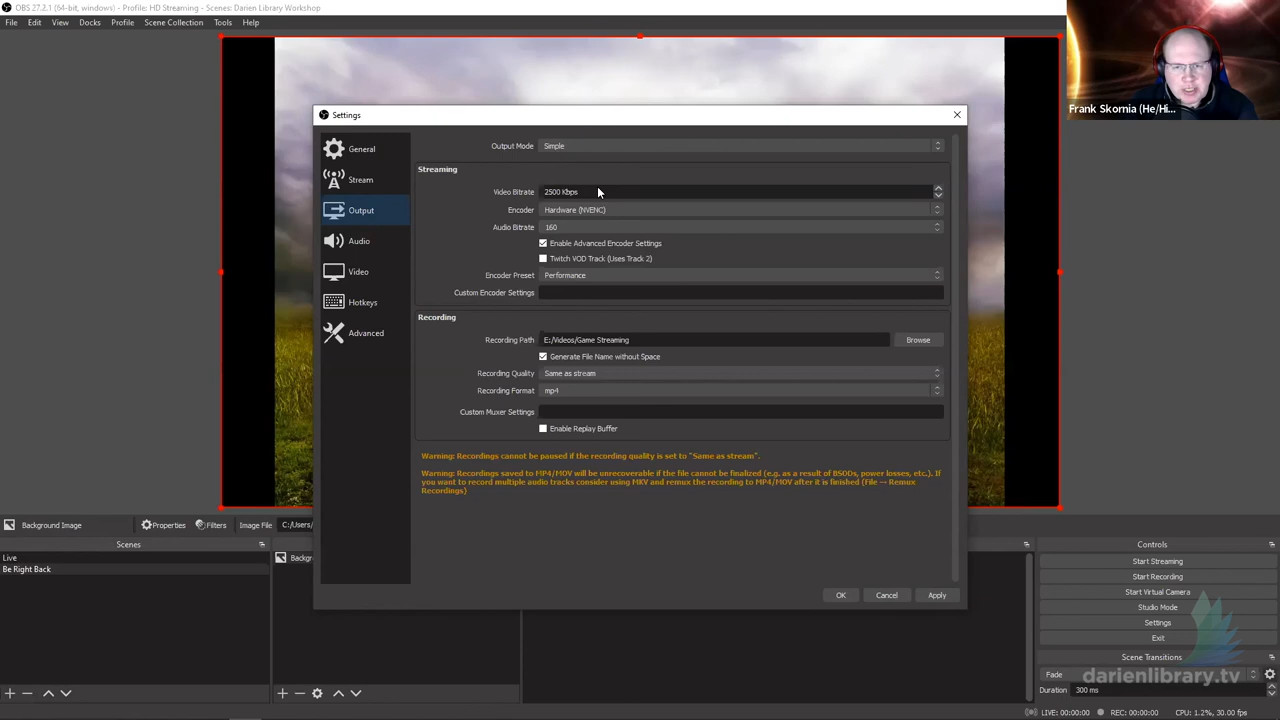 OBS 27.2.1 (64-bit, windows) - Profile: HD Streaming - Scenes: Darien Library Workshop
File Edit View Docks Profile Scene Collection Tools Help
Frank Skornia (He/Hi...
Settings
General
Stream
Output
Audio
Video
Hotkeys
Advanced
Output Mode Simple
Streaming
Video Bitrate 2500 Kbps
Encoder Hardware (NVENC)
Audio Bitrate 160
Enable Advanced Encoder Settings
Twitch VOD Track (Uses Track 2)
Encoder Preset Performance
Custom Encoder Settings
Recording
Recording Path E:/Videos/Game Streaming Browse
Generate File Name without Space
Recording Quality Same as stream
Recording Format mp4
Custom Muxer Settings
Enable Replay Buffer
Warning: Recordings cannot be paused if the recording quality is set to "Same as stream".
Warning: Recordings saved to MP4/MOV will be unrecoverable if the file cannot be finalized (e.g. as a result of BSODs, power losses, etc.). If
you want to record multiple audio tracks consider using MKV and remux the recording to MP4/MOV after it is finished (File → Remux
Recordings)
OK Cancel Apply
Background Image Properties Filters Image File C:/Users/
Scenes
Live
Be Right Back
Backgr
Controls
Start Streaming
Start Recording
Start Virtual Camera
Studio Mode
Settings
Exit
Scene Transitions
Fade
Duration 300 ms
darienlibrary.tv
LIVE: 00:00:00 REC: 00:00:00 CPU: 1.2%, 30.00 fps